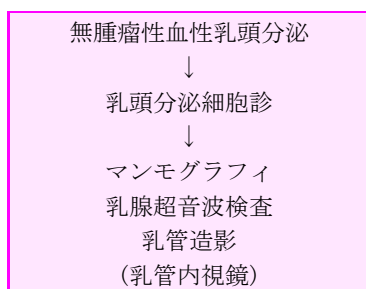 無腫瘤性血性乳頭分泌
↓
乳頭分泌細胞診
↓
マンモグラフィ
乳腺超音波検査
乳管造影
(乳管内視鏡)